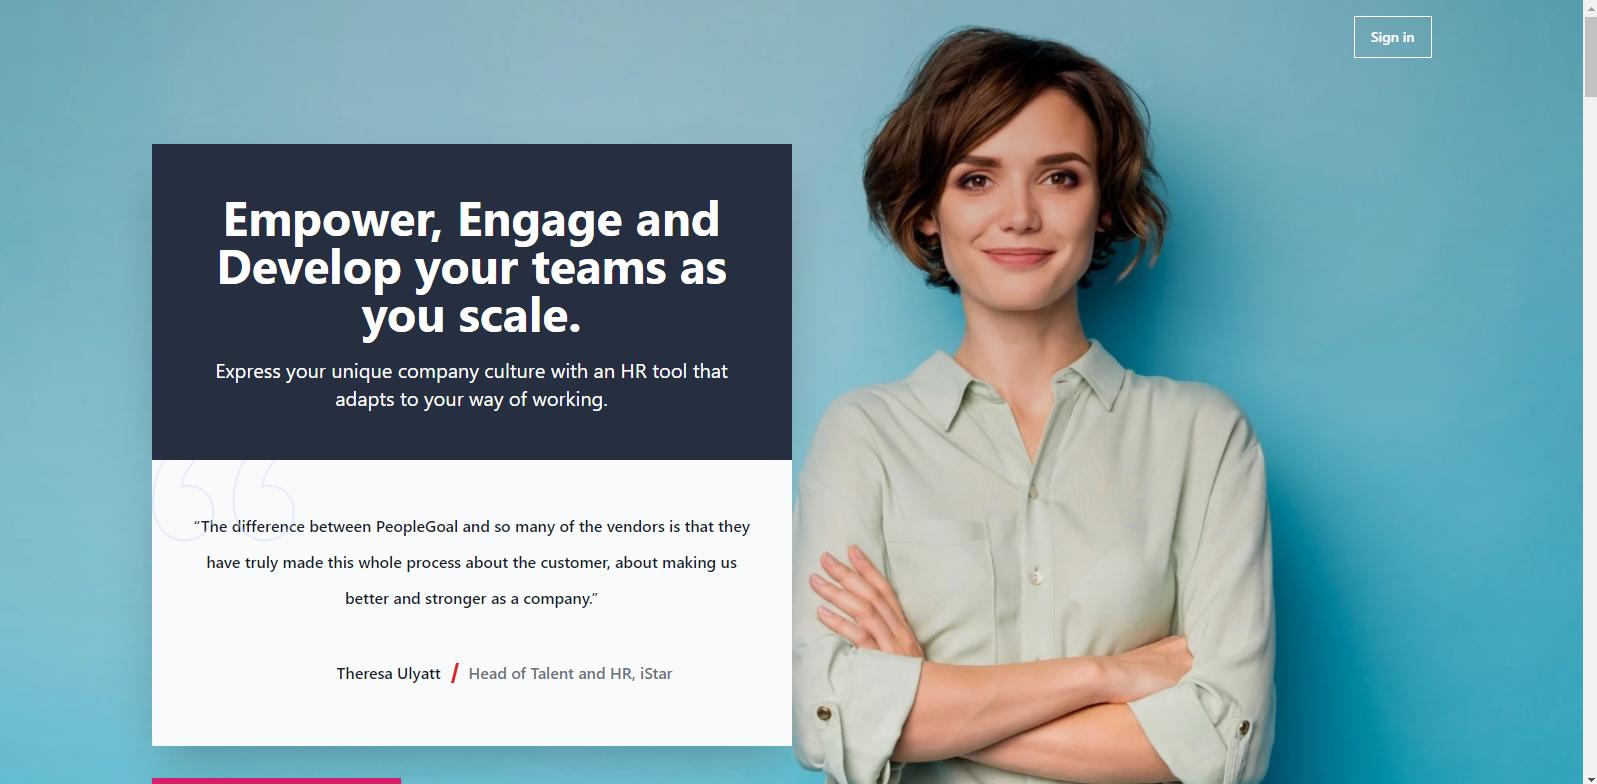 Sign in
Empower, Engage and
Develop your teams as
you scale.
Express your unique company culture with an HR tool that
adapts to your way of working.
“The difference between PeopleGoal and so many of the vendors is that they
have truly made this whole process about the customer, about making us
better and stronger as a company.”
Theresa Ulyatt / Head of Talent and HR, iStar